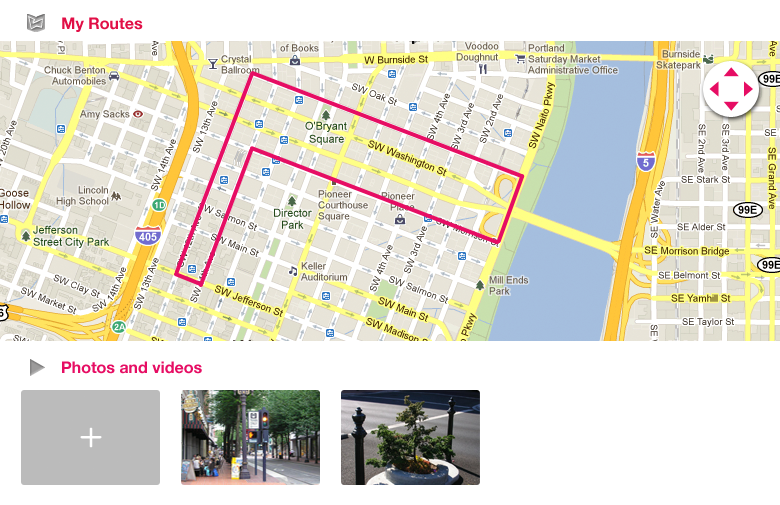 My Routes
Crystal
Ballroom
of Books
W Burnside St
Voodoo
Doughnut
Portland
Saturday Market
Administrative Office
Burnside
Skatepark
99E
Chuck Benton
Automobiles
Amy Sacks
SW 13th Ave
SW 14th Ave
20th Ave
SW Oak St
O'Bryant
Square
SW Washington St
SW 4th Ave
SW 3rd Ave
SW 2nd Ave
SW Naito Pkwy
5
SE 2nd Ave
SE 3rd Ave
SE Grand Ave
SE Water Ave
SE Stark St
99E
SE Alder St
SE Morrison Bridge
SE Belmont St
99E
SE Yamhill St
SE Taylor St
Goose
Hollow
Lincoln
High School
Jefferson
Street City Park
1D
405
SW Salmon St
SW Main St
Director
Park
Pioneer
Courthouse
Square
Pioneer
SW Morrison St
Keller
Auditorium
SW 4th Ave
SW 3rd Ave
SW Salmon St
Mill Ends
Park
SW Clay St
SW Market St
SW 14th Ave
SW 13th Ave
SW Jefferson St
SW Main St
SW Madison St
Pkwy
2A
Photos and videos
+